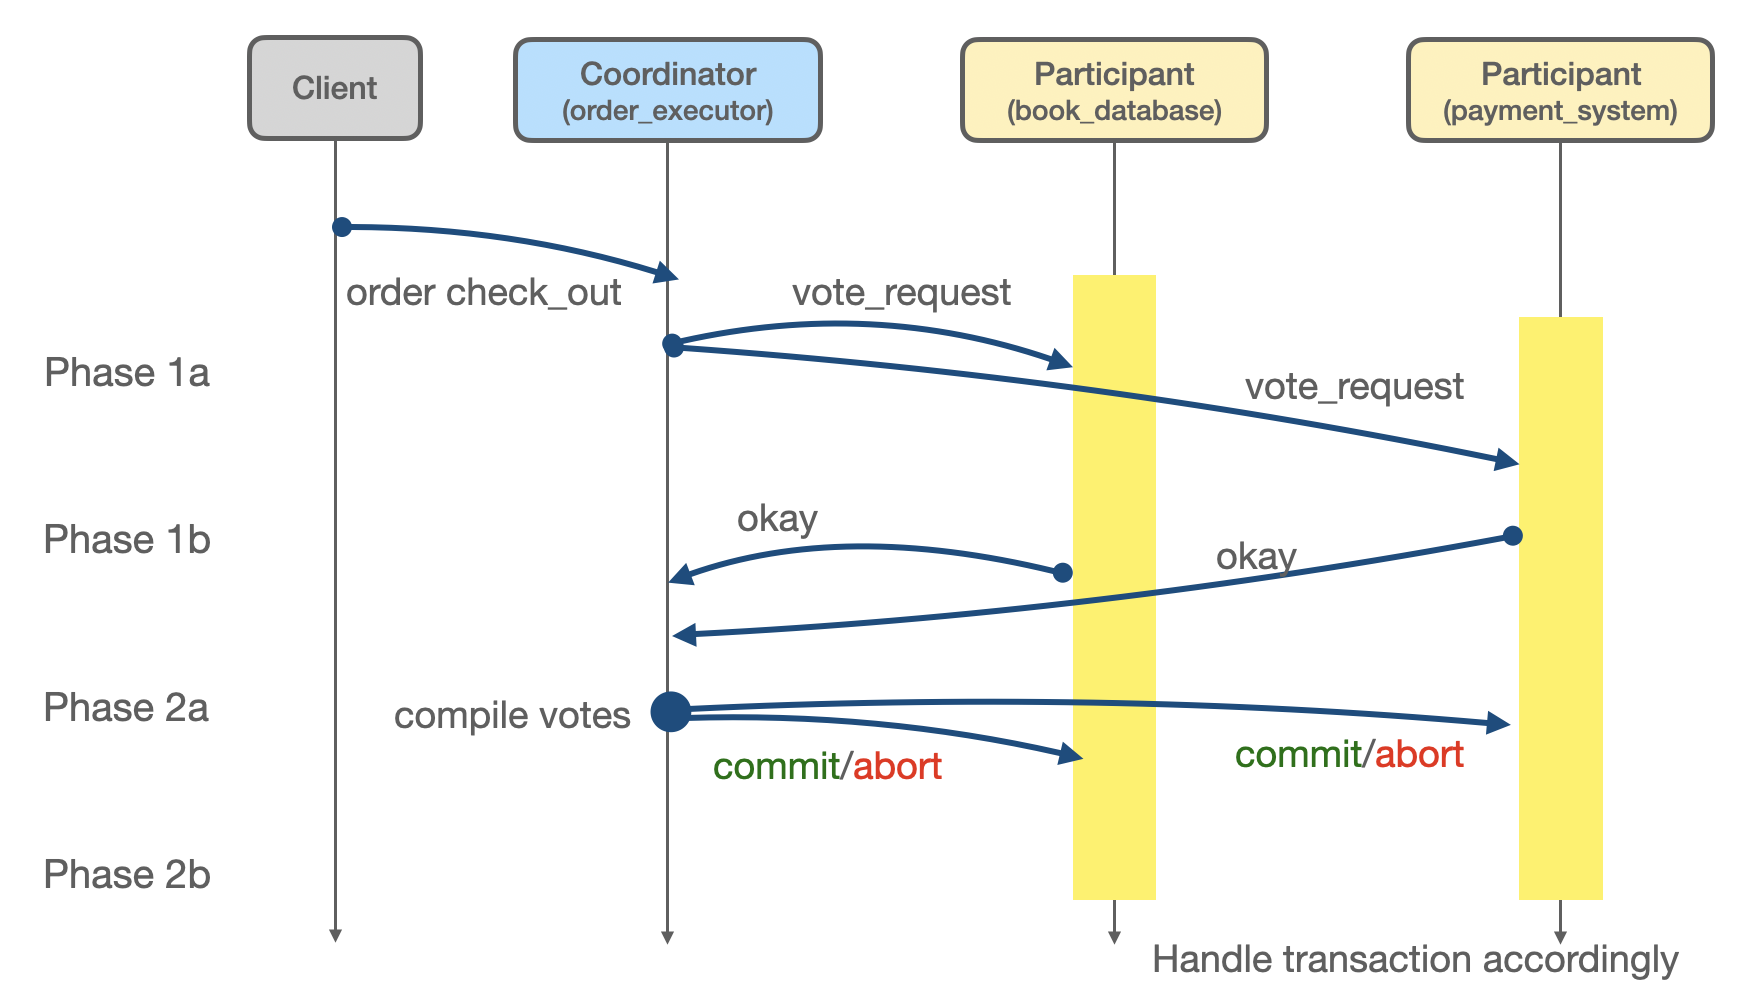 Client
Coordinator
(order_executor)
Participant
(book_database)
Participant
(payment_system)
order check_out
vote_request
Phase 1a
vote_request
okay
Phase 1b
okay
Phase 2a
compile votes
commit/abort
commit/abort
Phase 2b
Handle transaction accordingly